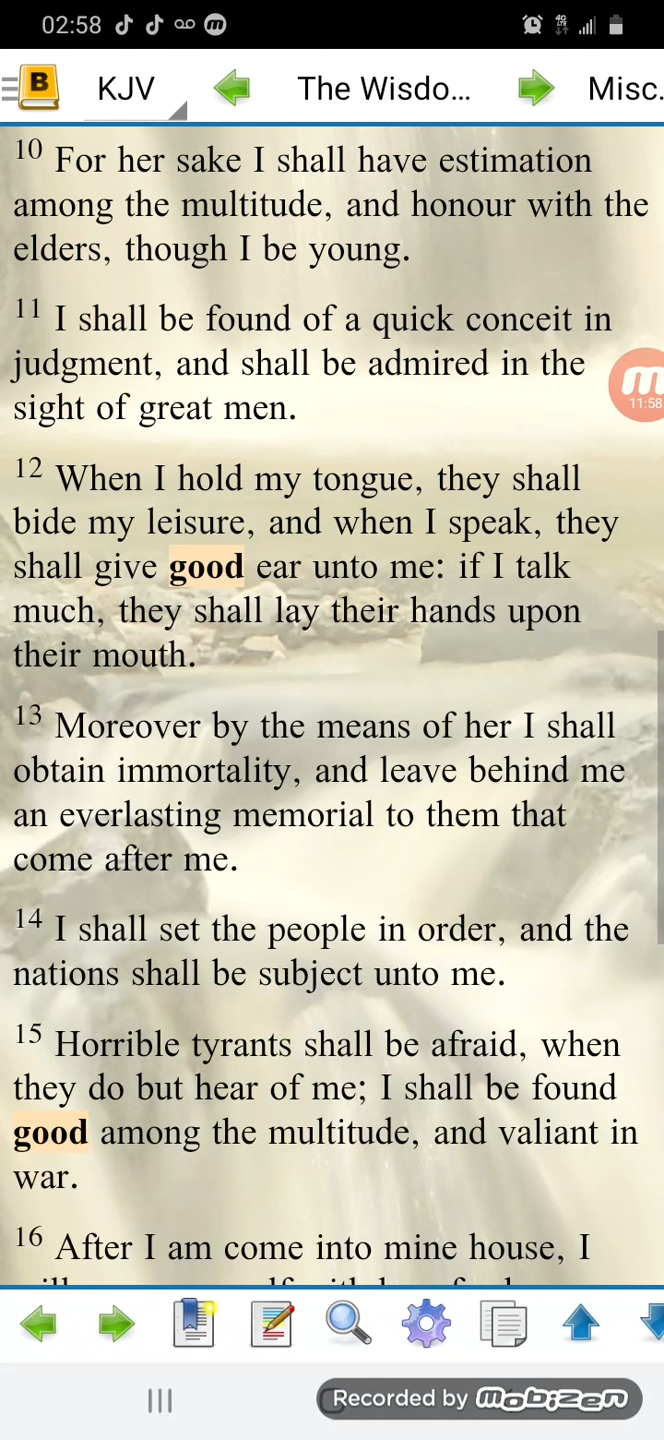 02:58
4G
LTE
B KJV The Wisdo... Misc.
10 For her sake I shall have estimation
among the multitude, and honour with the
elders, though I be young.
11 I shall be found of a quick conceit in
judgment, and shall be admired in the
sight of great men.
m
11:58
12 When I hold my tongue, they shall
bide my leisure, and when I speak, they
shall give good ear unto me: if I talk
much, they shall lay their hands upon
their mouth.
13 Moreover by the means of her I shall
obtain immortality, and leave behind me
an everlasting memorial to them that
come after me.
14 I shall set the people in order, and the
nations shall be subject unto me.
15 Horrible tyrants shall be afraid, when
they do but hear of me; I shall be found
good among the multitude, and valiant in
war.
16 After I am come into mine house, I
Recorded by mobizen